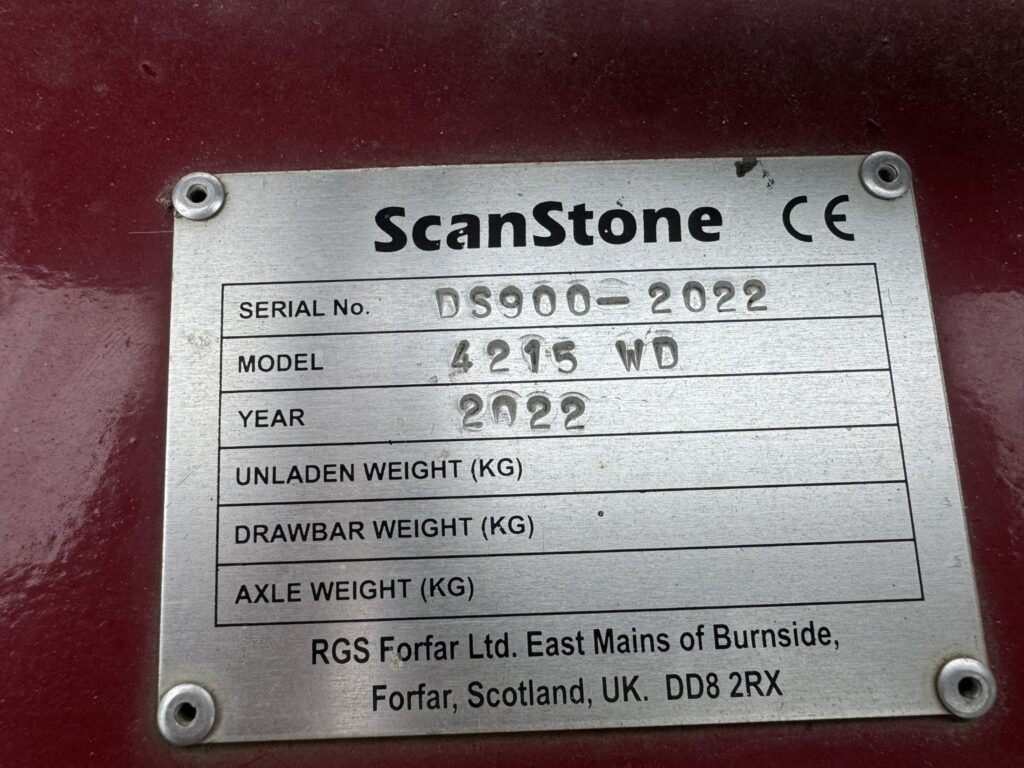 ScanStone CE
SERIAL No. DS900-2022
MODEL 4215 WD
YEAR 2022
UNLADEN WEIGHT (KG)
DRAWBAR WEIGHT (KG)
AXLE WEIGHT (KG)
RGS Forfar Ltd. East Mains of Burnside,
Forfar, Scotland, UK. DD8 2RX